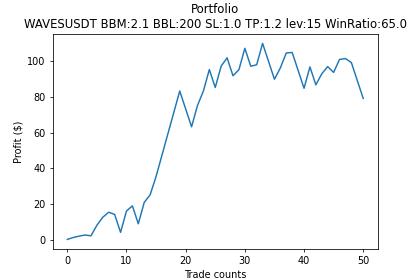 Portfolio
WAVESUSDT BBM:2.1 BBL:200 SL:1.0 TP:1.2 lev:15 WinRatio:65.0
100
80
60
40
20
0
Profit ($)
0 10 20 30 40 50
Trade counts